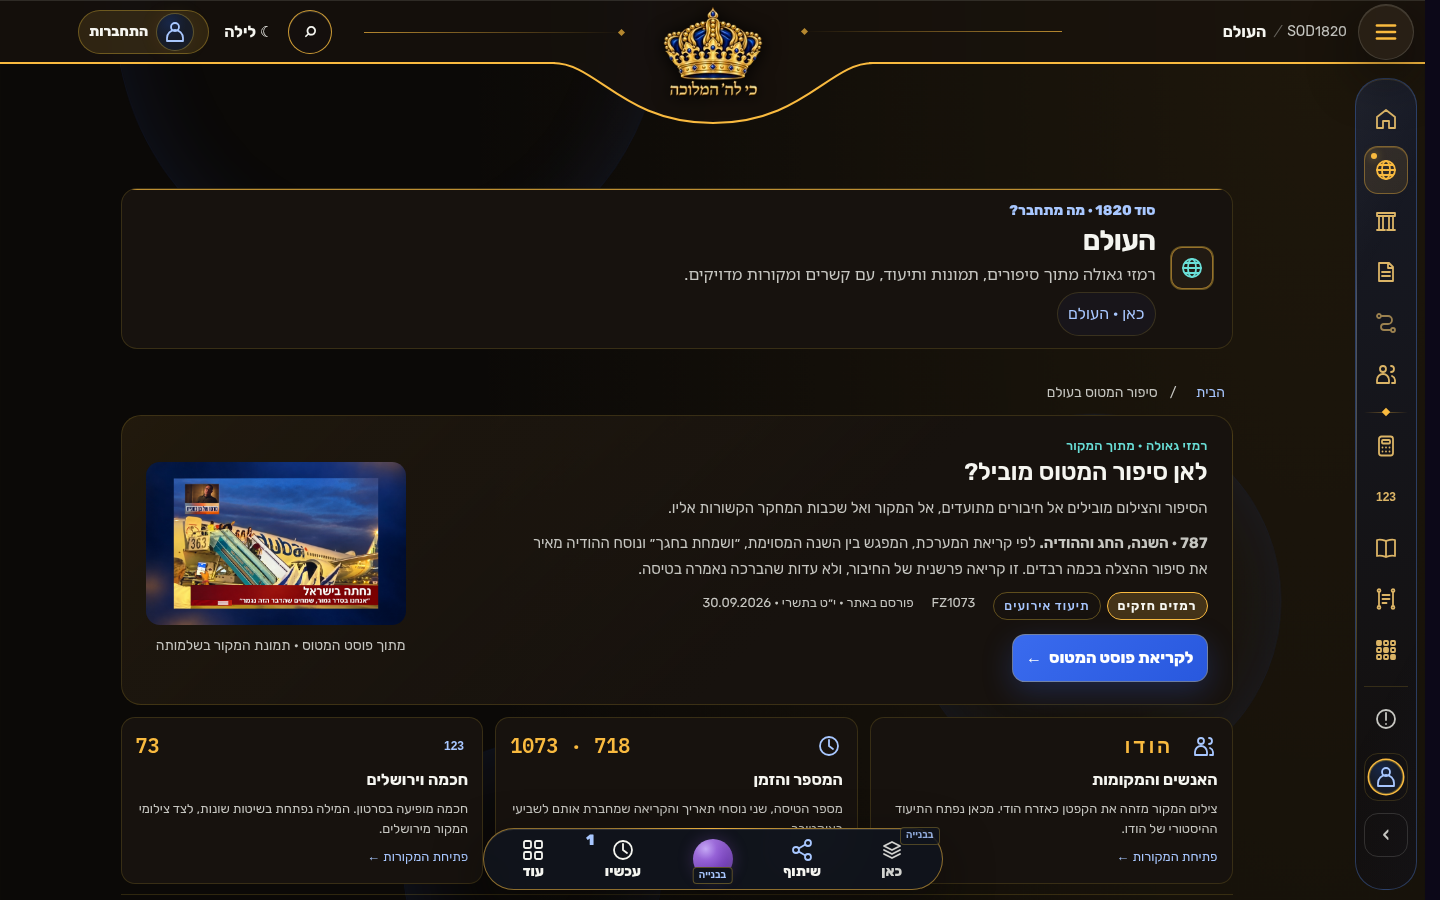 SOD1820 / העולם
☾ לילה
התחברות
כי לה' המלוכה
סוד 1820 • מה מתחבר?
העולם
רמזי גאולה מתוך סיפורים, תמונות ותיעוד, עם קשרים ומקורות מדויקים.
כאן • העולם
הבית / סיפור המטוס בעולם
רמזי גאולה • מתוך המקור
לאן סיפור המטוס מוביל?
הסיפור והצילום מובילים אל חיבורים מתועדים, אל המקור ואל שכבות המחקר הקשורות אליו.
787 • השנה, החג וההודיה. לפי קריאת המערכת, המפגש בין השנה המסוימת, ״ושמחת בחגך״ ונוסח ההודיה מאיר
את סיפור ההצלה בכמה רבדים. זו קריאה פרשנית של החיבור, ולא עדות שהברכה נאמרה בטיסה.
רמזים חזקים
תיעוד אירועים
FZ1073
פורסם באתר • י״ט בתשרי • 30.09.2026
לקריאת פוסט המטוס ←
נחתה בישראל
"אנחנו בסדר גמור, שמחים שהדבר הזה נגמר"
מתוך פוסט המטוס • תמונת המקור בשלמותה
הודו
האנשים והמקומות
צילום המקור מזהה את הקפטן כאזרח הודי. מכאן נפתח התיעוד
ההיסטורי של הודו.
פתיחת המקורות ←
718 · 1073
המספר והזמן
מספר הטיסה, שני נוסחי תאריך והקריאה שמחברת אותם לשביעי
123
73
חכמה וירושלים
חכמה מופיעה בסרטון. המילה נפתחת בשיטות שונות, לצד צילומי
המקור מירושלים.
פתיחת המקורות ←
123
בבנייה
כאן
שיתוף
בבנייה
1
עכשיו
עוד